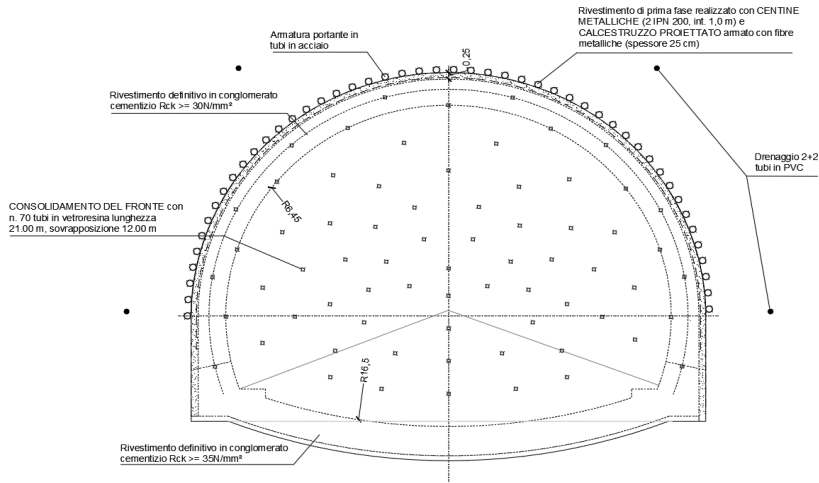 Rivestimento di prima fase realizzato con CENTINE
METALLICHE (2 IPN 200, int. 1,0 m) e
CALCESTRUZZO PROIETTATO armato con fibre
metalliche (spessore 25 cm)
Armatura portante in
tubi in acciaio
0,25
Rivestimento definitivo in conglomerato
cementizio Rck >= 30N/mm²
Drenaggio 2+2
tubi in PVC
CONSOLIDAMENTO DEL FRONTE con
n. 70 tubi in vetroresina lunghezza
21.00 m, sovrapposizione 12.00 m
R6,45
R16,5
Rivestimento definitivo in conglomerato
cementizio Rck >= 35N/mm²